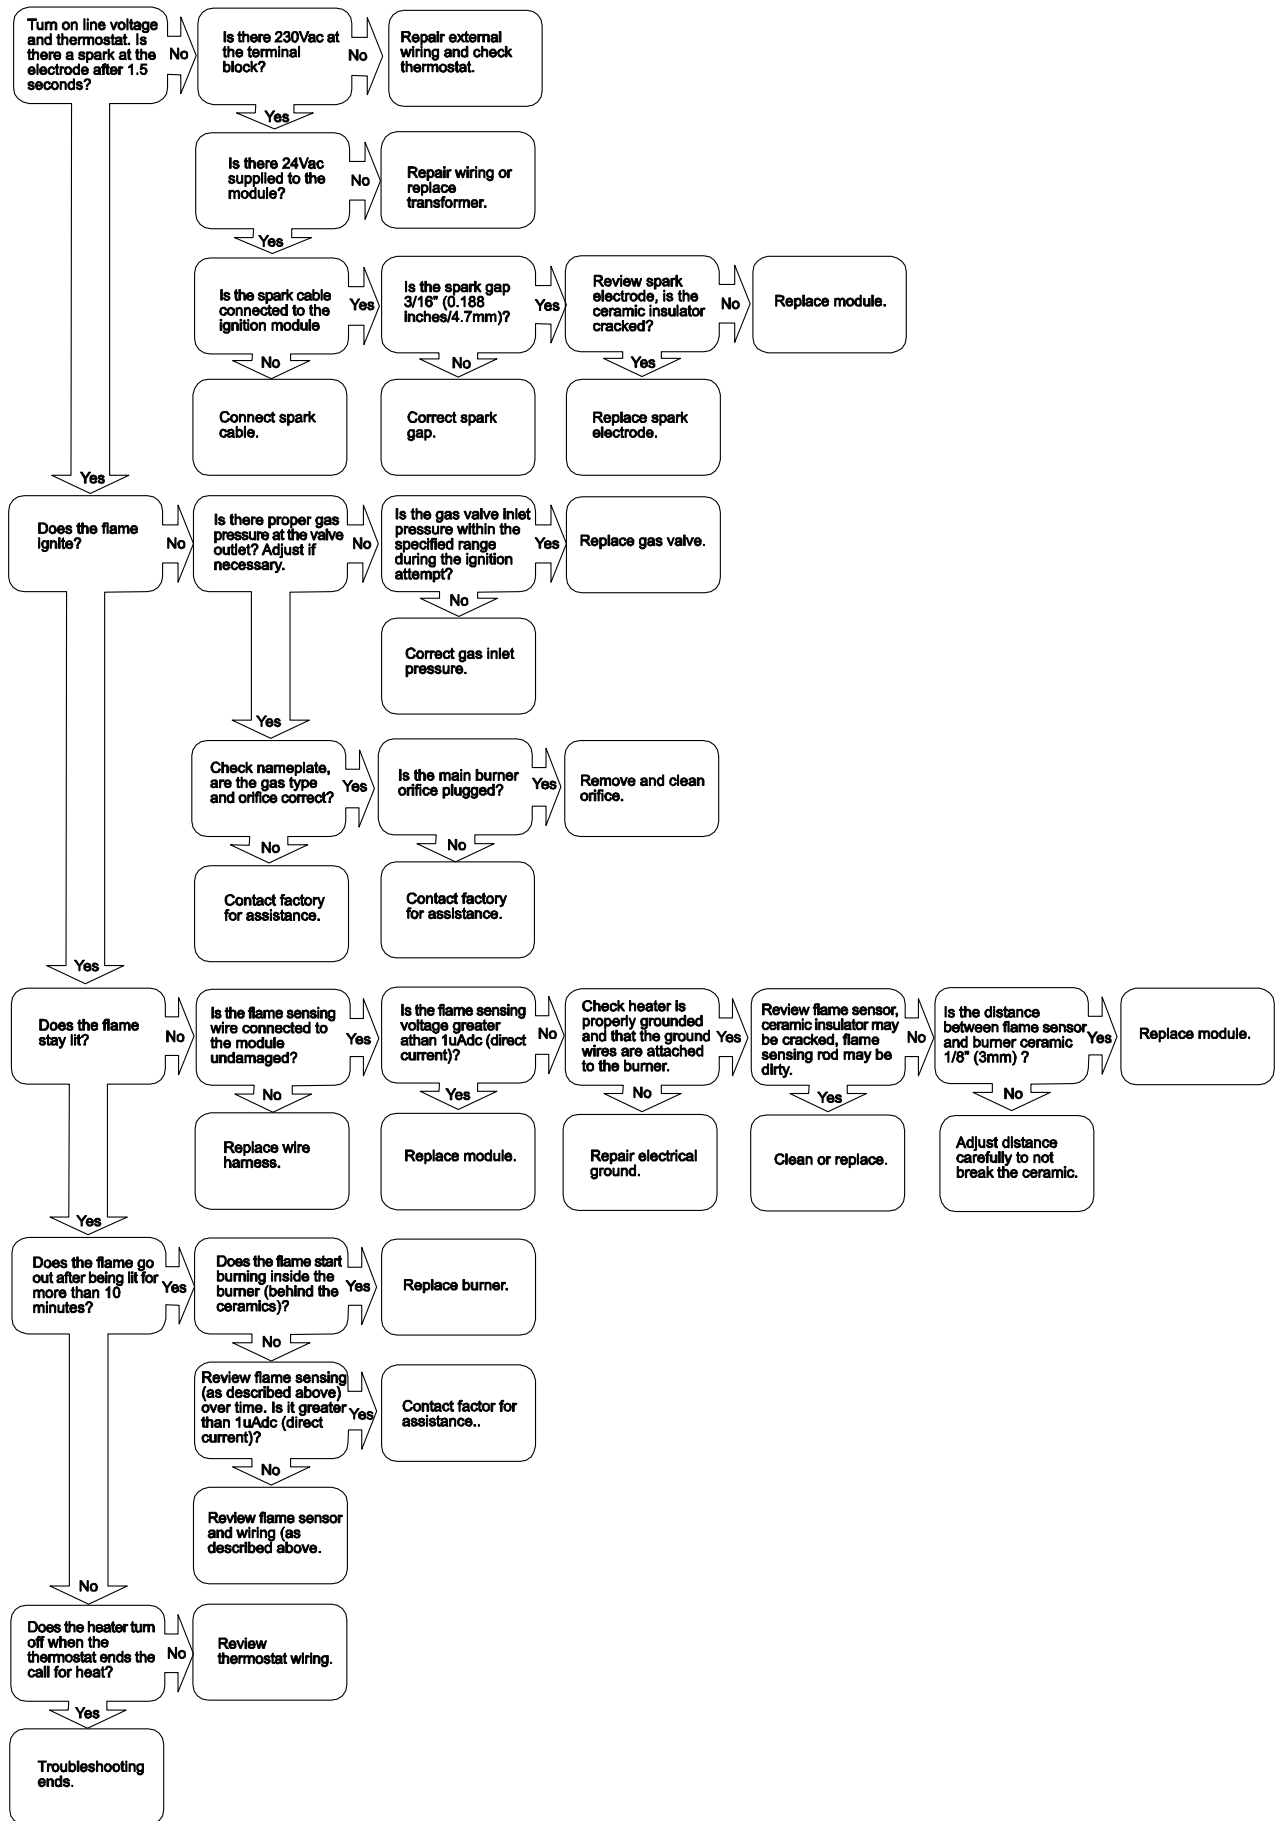 Turn on line voltage
and thermostat. Is
there a spark at the
electrode after 1.5
seconds?
No
Is there 230Vac at
the terminal
block?
No
Repair external
wiring and check
thermostat.
Yes
Is there 24Vac
supplied to the
module?
No
Repair wiring or
replace
transformer.
Yes
Is the spark cable
connected to the
ignition module
Yes
Is the spark gap
3/16" (0.188
inches/4.7mm)?
Yes
Review spark
electrode, is the
ceramic insulator
cracked?
No
Replace module.
No
No
Yes
Connect spark
cable.
Correct spark
gap.
Replace spark
electrode.
Yes
Does the flame
ignite?
No
Is there proper gas
pressure at the valve
outlet? Adjust if
necessary.
No
Is the gas valve inlet
pressure within the
specified range
during the ignition
attempt?
Yes
Replace gas valve.
No
Correct gas inlet
pressure.
Yes
Check nameplate,
are the gas type
and orifice correct?
Yes
Is the main burner
orifice plugged?
Yes
Remove and clean
orifice.
No
No
Contact factory
for assistance.
Contact factory
for assistance.
Yes
Does the flame
stay lit?
No
Is the flame sensing
wire connected to
the module
undamaged?
Yes
Is the flame sensing
voltage greater
athan 1uAdc (direct
current)?
No
Check heater is
properly grounded
and that the ground
wires are attached
to the burner.
Yes
Review flame sensor,
ceramic insulator may
be cracked, flame
sensing rod may be
dirty.
No
Is the distance
between flame sensor
and burner ceramic
1/8" (3mm) ?
Yes
Replace module.
No
Yes
No
Yes
No
Replace wire
harness.
Replace module.
Repair electrical
ground.
Clean or replace.
Adjust distance
carefully to not
break the ceramic.
Yes
Does the flame go
out after being lit for
more than 10
minutes?
Yes
Does the flame start
burning inside the
burner (behind the
ceramics)?
Yes
Replace burner.
No
Review flame sensing
(as described above)
over time. Is it greater
than 1uAdc (direct
current)?
Yes
Contact factor for
assistance..
No
Review flame sensor
and wiring (as
described above.
No
Does the heater turn
off when the
thermostat ends the
call for heat?
No
Review
thermostat wiring.
Yes
Troubleshooting
ends.